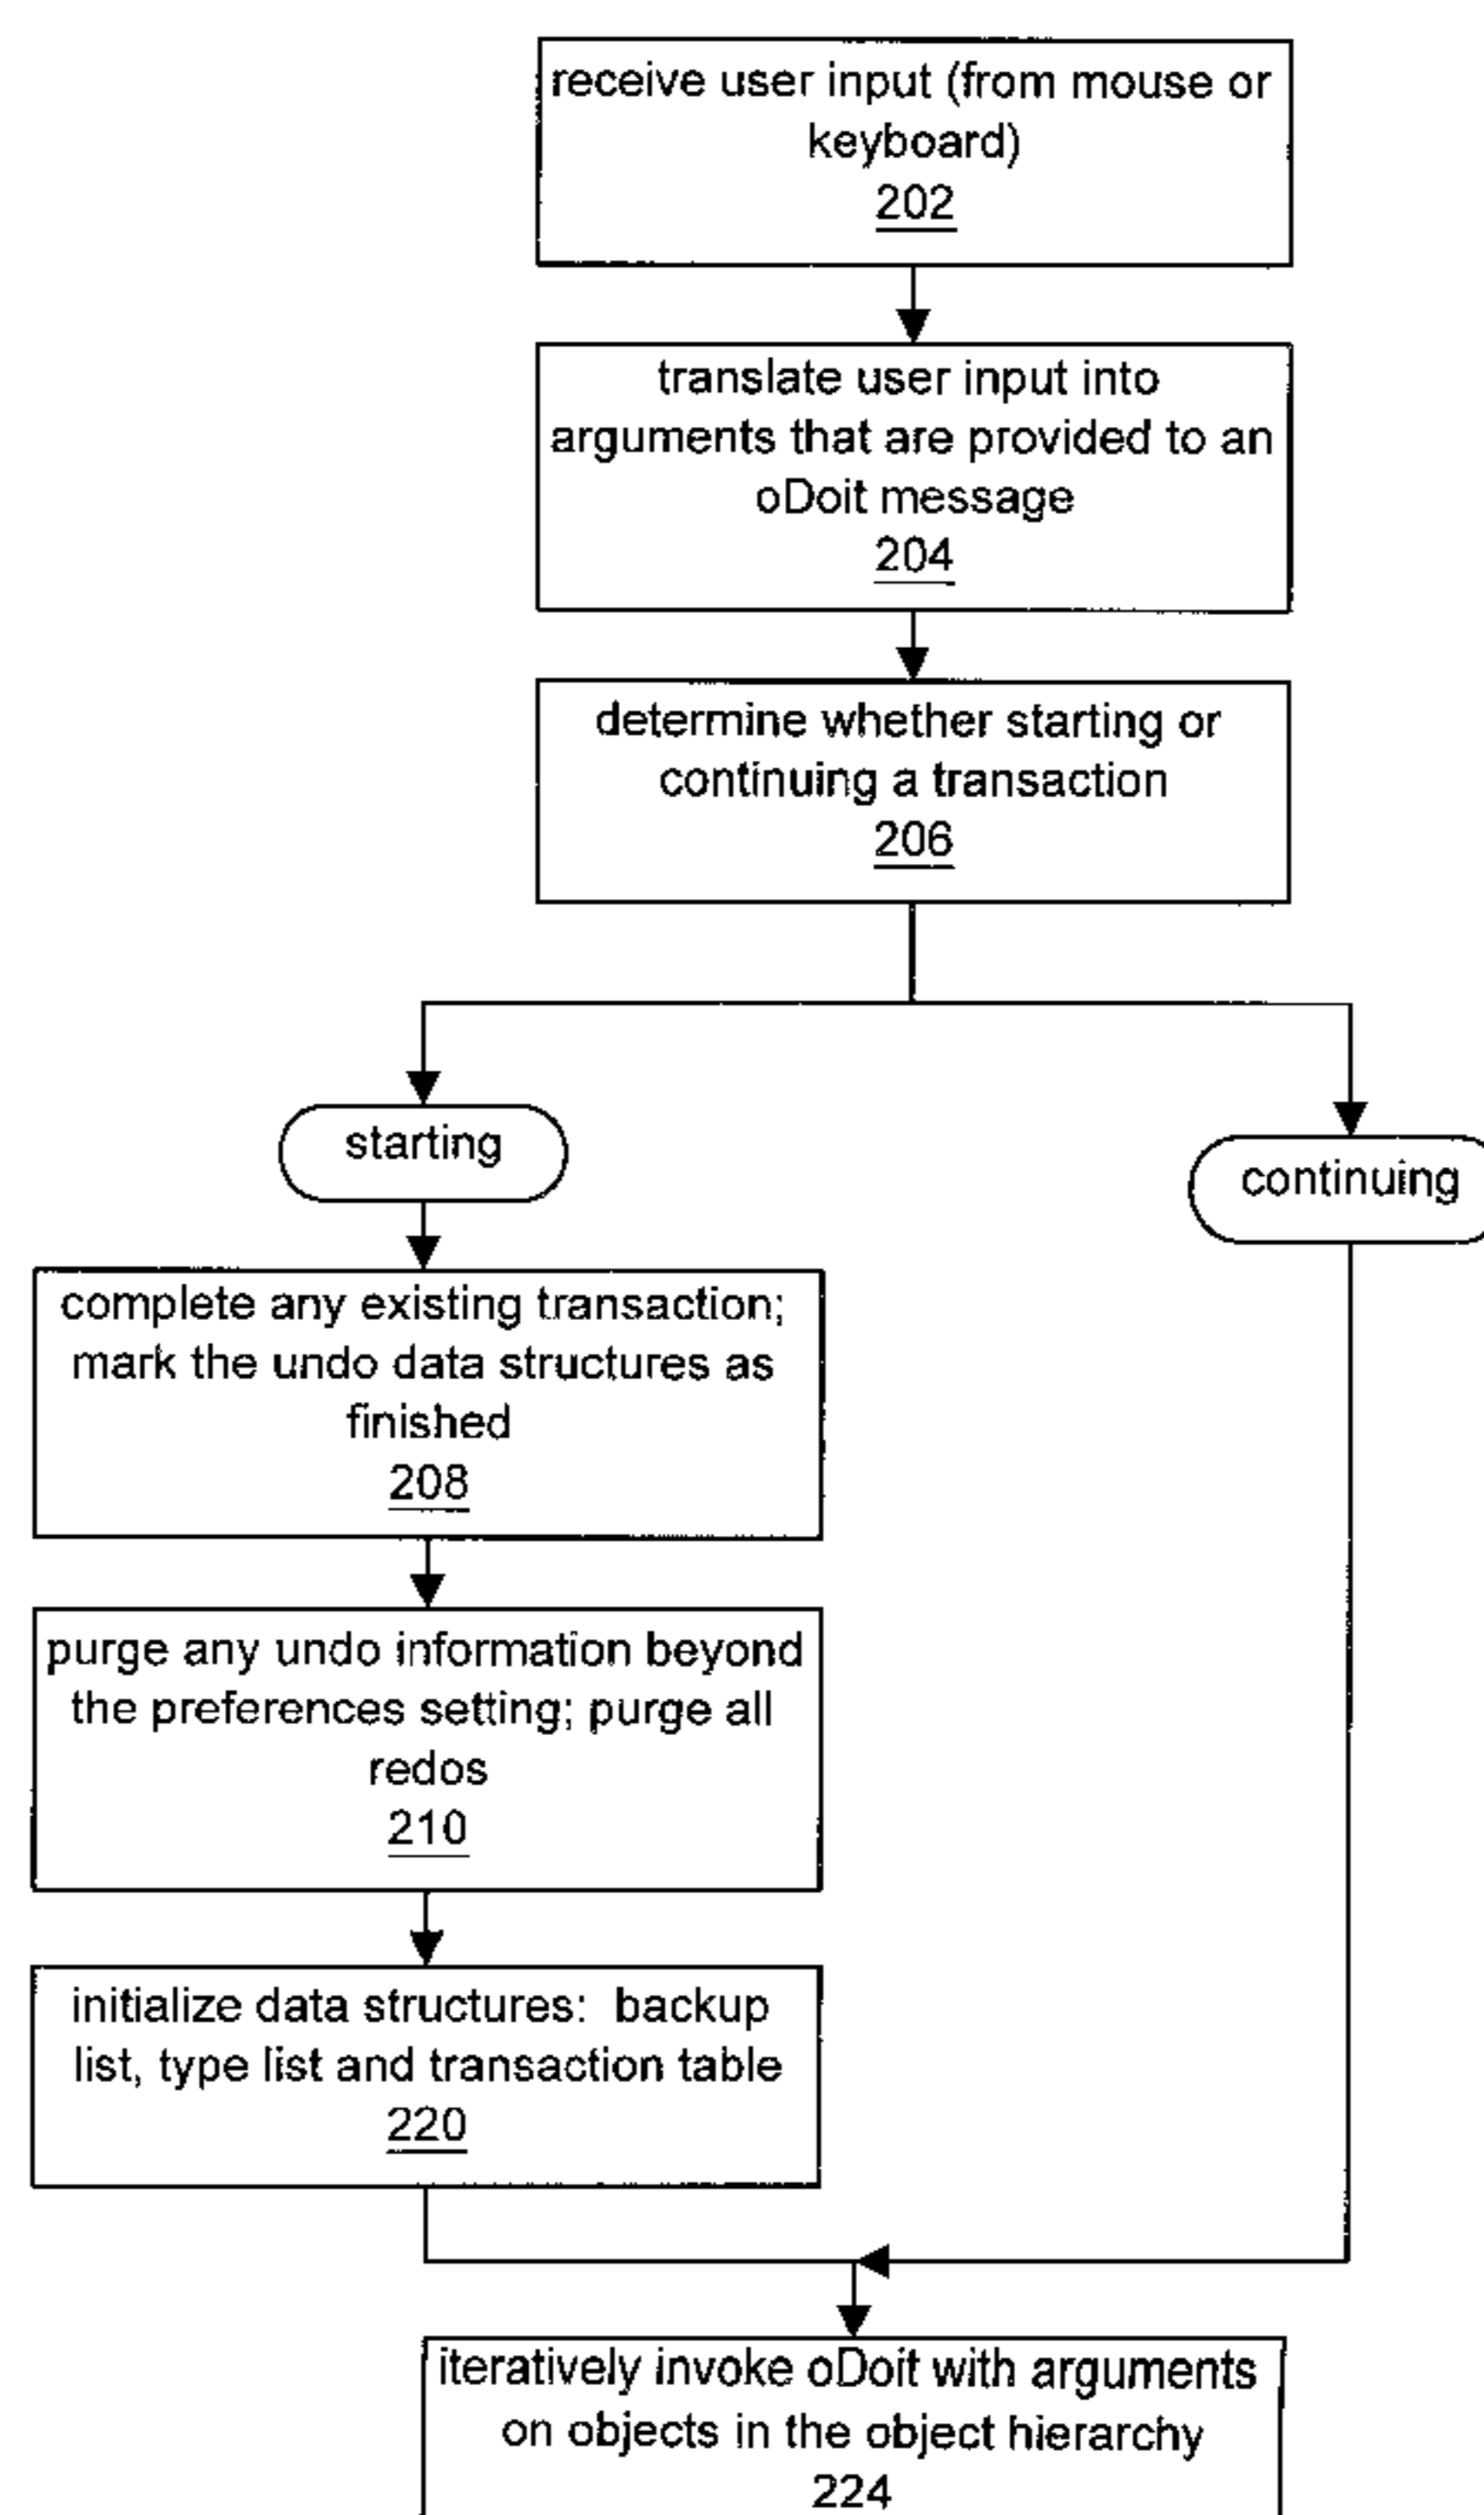 receive user input (from mouse or
keyboard)
202
translate user input into
arguments that are provided to an
oDoit message
204
determine whether starting or
continuing a transaction
206
starting
continuing
complete any existing transaction;
mark the undo data structures as
finished
208
purge any undo information beyond
the preferences setting; purge all
redos
210
initialize data structures: backup
list, type list and transaction table
220
iteratively invoke oDoit with arguments
on objects in the object hierarchy
224